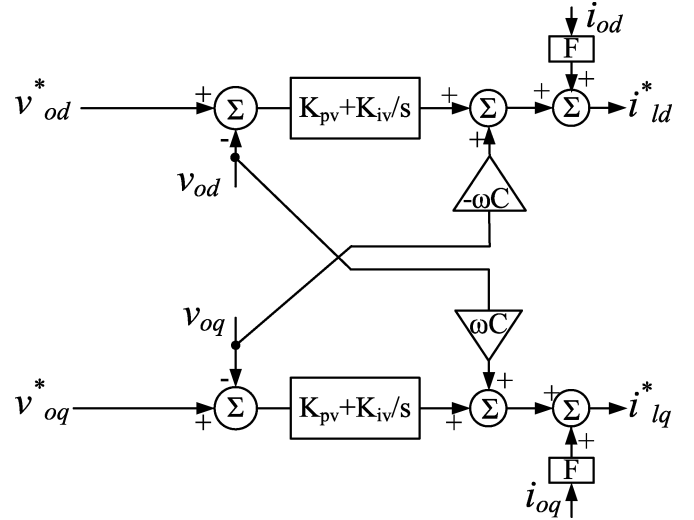 i_od
F
+
v*_od + Σ K_pv+K_iv/s + Σ + Σ i*_ld
- +
v_od -ωC
v_oq ωC
- +
v*_oq + Σ K_pv+K_iv/s + Σ + Σ i*_lq
+
F
i_oq